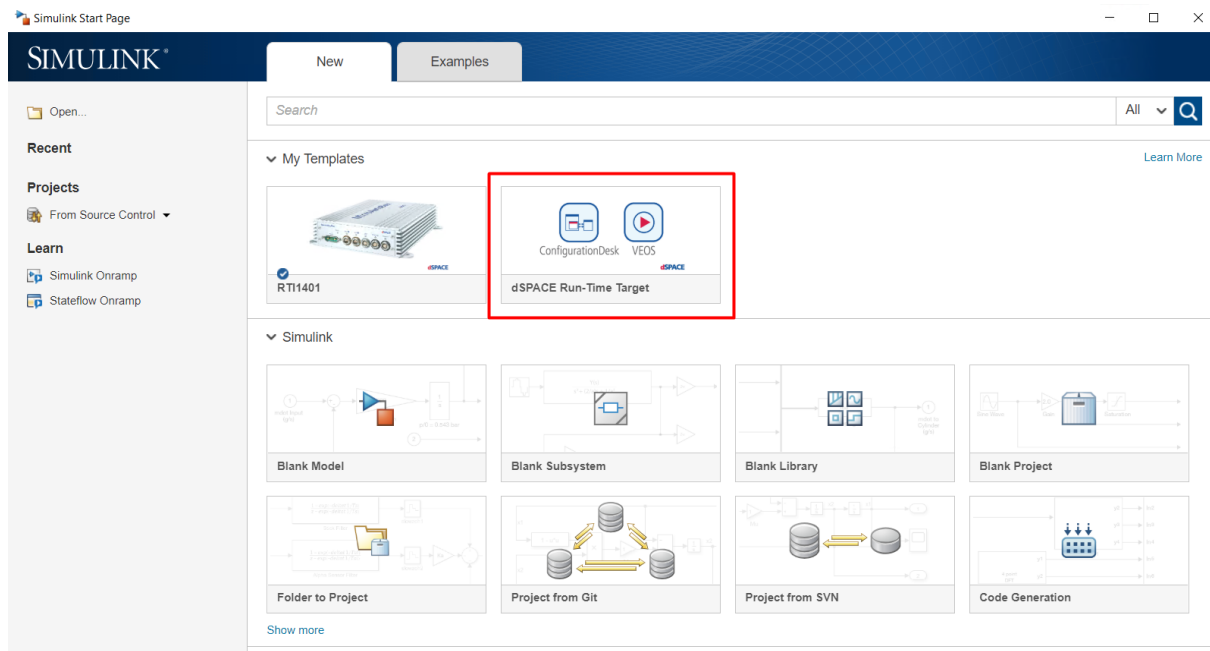 Simulink Start Page
SIMULINK®
New
Examples
Open...
Recent
Projects
From Source Control
Learn
Simulink Onramp
Stateflow Onramp
Search
All
My Templates
Learn More
dSPACE
RTI1401
ConfigurationDesk VEOS
dSPACE
dSPACE Run-Time Target
Simulink
Blank Model
Blank Subsystem
Blank Library
Blank Project
Folder to Project
Project from Git
Project from SVN
Code Generation
Show more